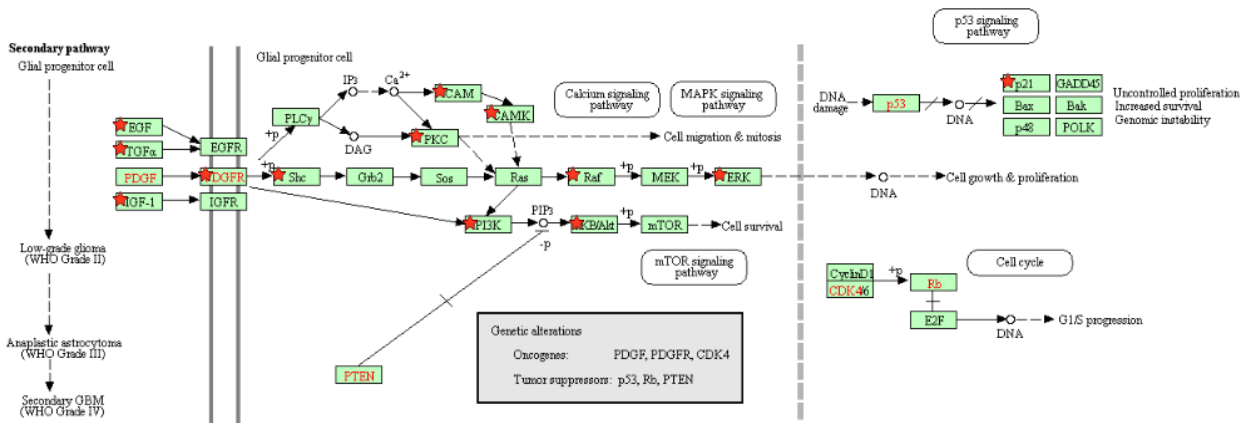 Secondary pathway
Glial progenitor cell
Low-grade glioma
(WHO Grade II)
Anaplastic astrocytoma
(WHO Grade III)
Secondary GBM
(WHO Grade IV)
Glial progenitor cell
EGF
TGFα
PDGF
IGF-1
EGFR
DGFR
IGFR
+p
+p
PLCγ
IP3
DAG
Ca2+
CAM
CAMK
PKC
Calcium signaling
pathway
MAPK signaling
pathway
Cell migration & mitosis
Shc
Grb2
Sos
Ras
Raf
+p
MEK
+p
ERK
DNA
Cell growth & proliferation
PI3K
PIP3
-p
KB/Akt
+p
mTOR
Cell survival
mTOR signaling
pathway
PTEN
Genetic alterations
Oncogenes: PDGF, PDGFR, CDK4
Tumor suppressors: p53, Rb, PTEN
p53 signaling
pathway
DNA
damage
p53
DNA
p21
GADD45
Bax
Bak
p48
POLK
Uncontrolled proliferation
Increased survival
Genomic instability
Cell cycle
CyclinD1
CDK4/6
+p
Rb
E2F
DNA
G1/S progression